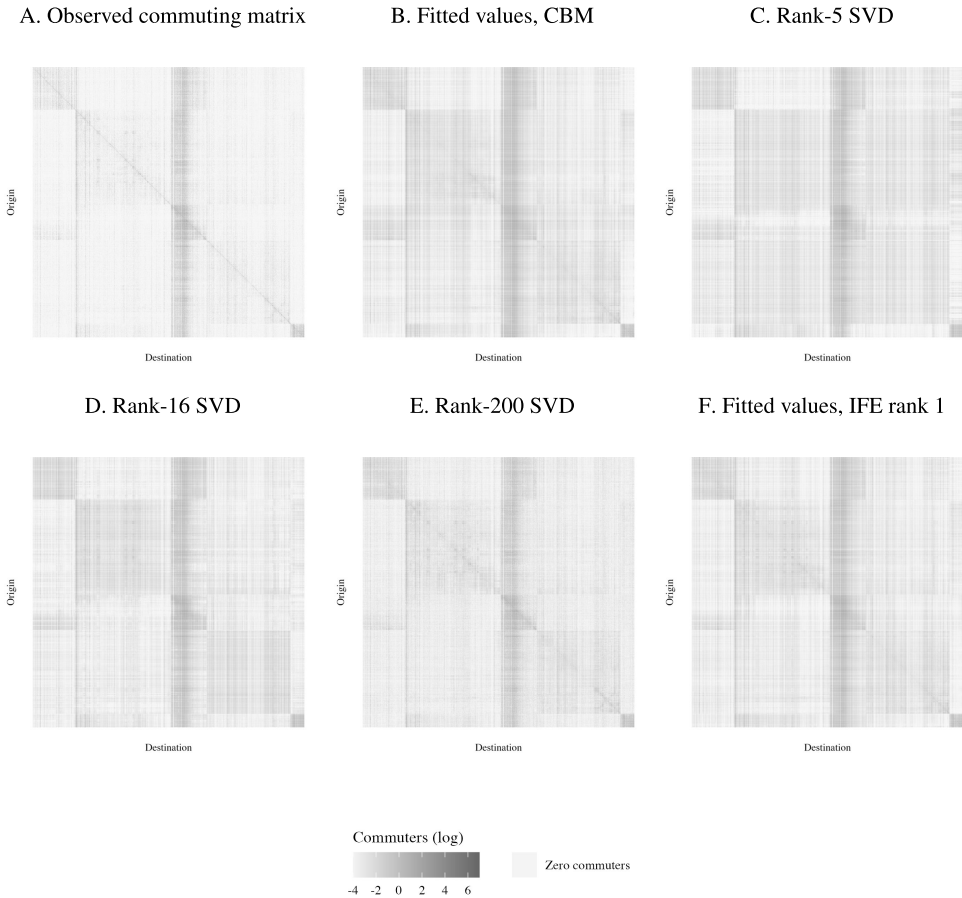 A. Observed commuting matrix
B. Fitted values, CBM
C. Rank-5 SVD
Origin
Origin
Origin
Destination
Destination
Destination
D. Rank-16 SVD
E. Rank-200 SVD
F. Fitted values, IFE rank 1
Origin
Origin
Origin
Destination
Destination
Destination
Commuters (log)
Zero commuters
-4 -2 0 2 4 6